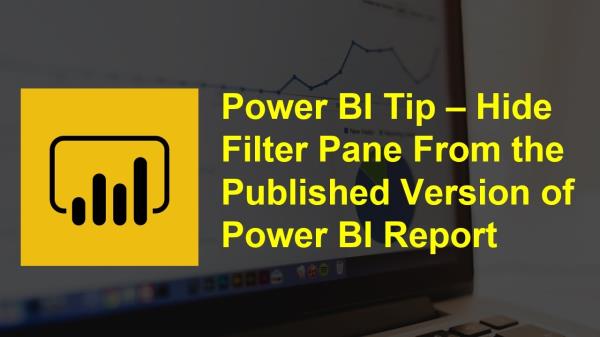 Power BI Tip – Hide
Filter Pane From the
Published Version of
Power BI Report